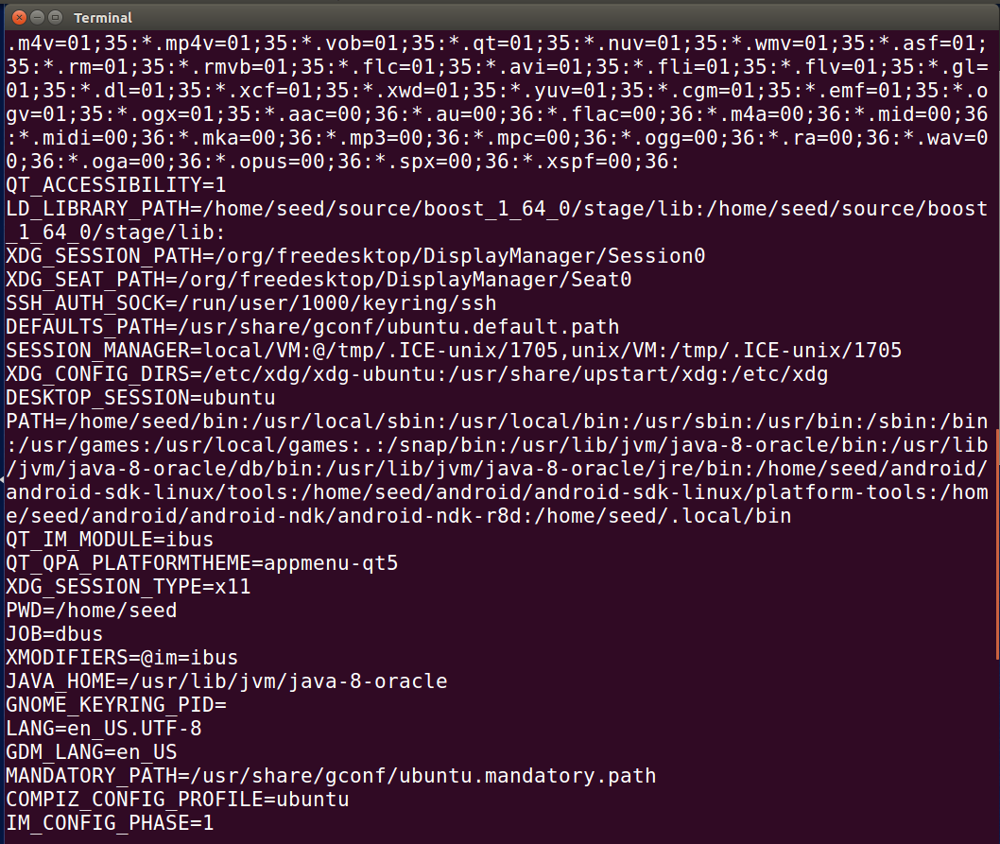 Terminal
.m4v=01;35:*.mp4v=01;35:*.vob=01;35:*.qt=01;35:*.nuv=01;35:*.wmv=01;35:*.asf=01;
35:*.rm=01;35:*.rmvb=01;35:*.flc=01;35:*.avi=01;35:*.fli=01;35:*.flv=01;35:*.gl=
01;35:*.dl=01;35:*.xcf=01;35:*.xwd=01;35:*.yuv=01;35:*.cgm=01;35:*.emf=01;35:*.o
gv=01;35:*.ogx=01;35:*.aac=00;36:*.au=00;36:*.flac=00;36:*.m4a=00;36:*.mid=00;36
:*.midi=00;36:*.mka=00;36:*.mp3=00;36:*.mpc=00;36:*.ogg=00;36:*.ra=00;36:*.wav=0
0;36:*.oga=00;36:*.opus=00;36:*.spx=00;36:*.xspf=00;36:
QT_ACCESSIBILITY=1
LD_LIBRARY_PATH=/home/seed/source/boost_1_64_0/stage/lib:/home/seed/source/boost
_1_64_0/stage/lib:
XDG_SESSION_PATH=/org/freedesktop/DisplayManager/Session0
XDG_SEAT_PATH=/org/freedesktop/DisplayManager/Seat0
SSH_AUTH_SOCK=/run/user/1000/keyring/ssh
DEFAULTS_PATH=/usr/share/gconf/ubuntu.default.path
SESSION_MANAGER=local/VM:@/tmp/.ICE-unix/1705,unix/VM:/tmp/.ICE-unix/1705
XDG_CONFIG_DIRS=/etc/xdg/xdg-ubuntu:/usr/share/upstart/xdg:/etc/xdg
DESKTOP_SESSION=ubuntu
PATH=/home/seed/bin:/usr/local/sbin:/usr/local/bin:/usr/sbin:/usr/bin:/sbin:/bin
:/usr/games:/usr/local/games:.:/snap/bin:/usr/lib/jvm/java-8-oracle/bin:/usr/lib
/jvm/java-8-oracle/db/bin:/usr/lib/jvm/java-8-oracle/jre/bin:/home/seed/android/
android-sdk-linux/tools:/home/seed/android/android-sdk-linux/platform-tools:/hom
e/seed/android/android-ndk/android-ndk-r8d:/home/seed/.local/bin
QT_IM_MODULE=ibus
QT_QPA_PLATFORMTHEME=appmenu-qt5
XDG_SESSION_TYPE=x11
PWD=/home/seed
JOB=dbus
XMODIFIERS=@im=ibus
JAVA_HOME=/usr/lib/jvm/java-8-oracle
GNOME_KEYRING_PID=
LANG=en_US.UTF-8
GDM_LANG=en_US
MANDATORY_PATH=/usr/share/gconf/ubuntu.mandatory.path
COMPIZ_CONFIG_PROFILE=ubuntu
IM_CONFIG_PHASE=1